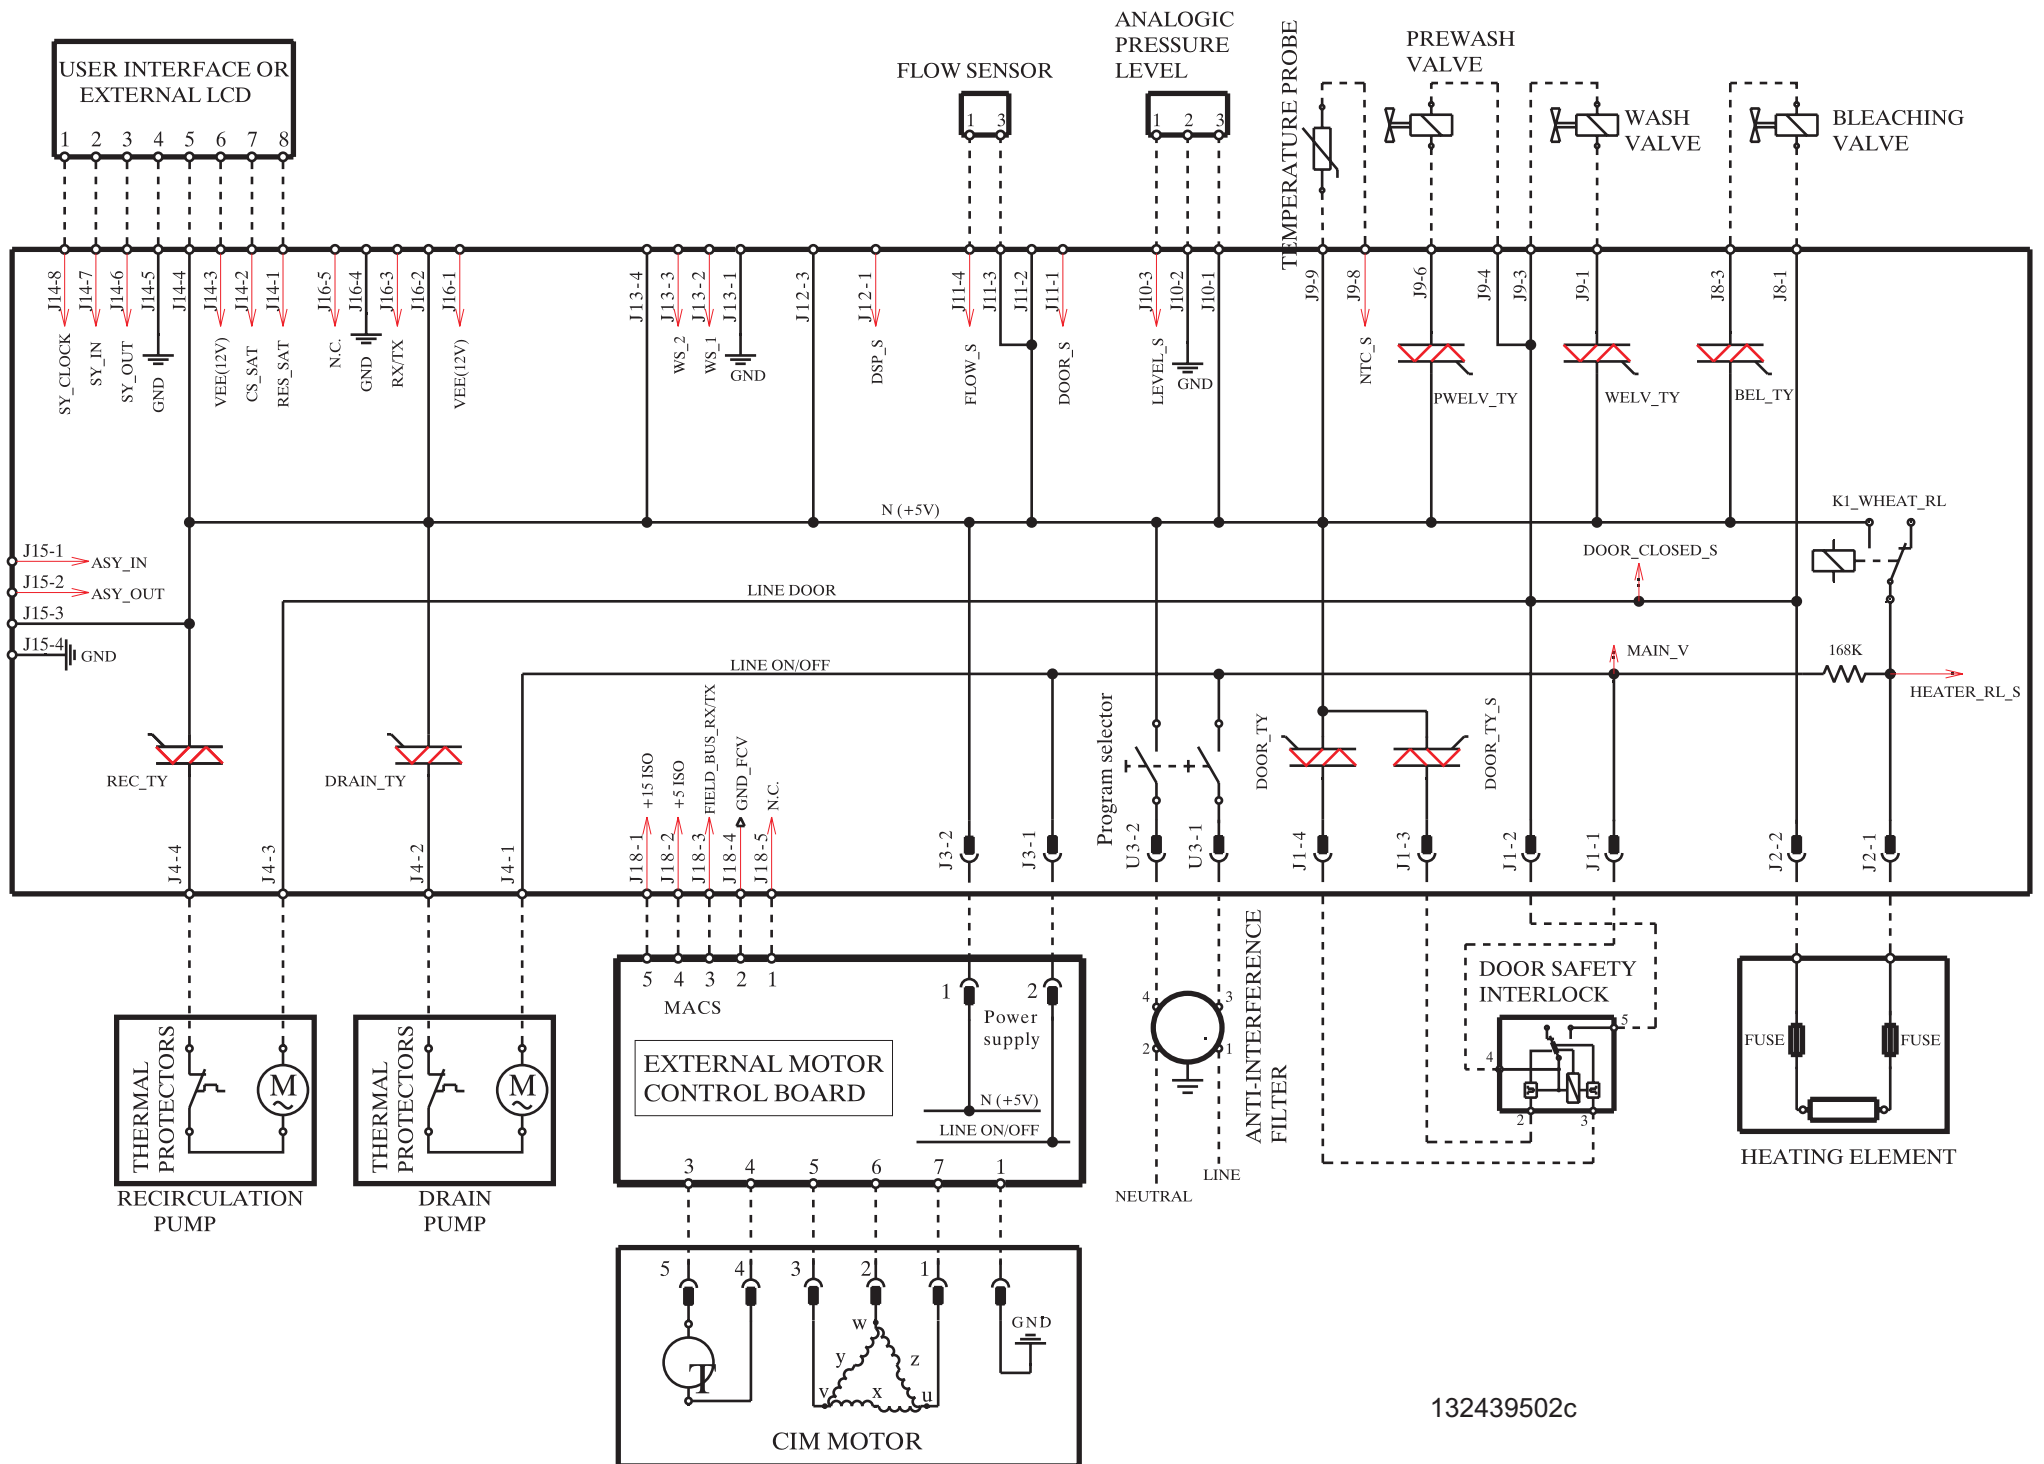 ANALOGIC
PRESSURE
LEVEL
USER INTERFACE OR
EXTERNAL LCD
1 2 3 4 5 6 7 8
FLOW SENSOR
1 3
1 2 3
TEMPERATURE PROBE
PREWASH
VALVE
WASH
VALVE
BLEACHING
VALVE
J14-8
J14-7
J14-6
J14-5
J14-4
J14-3
J14-2
J14-1
J16-5
J16-4
J16-3
J16-2
J16-1
J13-4
J13-3
J13-2
J13-1
J12-3
J12-1
J11-4
J11-3
J11-2
J11-1
J10-3
J10-2
J10-1
J9-9
J9-8
J9-6
J9-4
J9-3
J9-1
J8-3
J8-1
SY_CLOCK
SY_IN
SY_OUT
GND
VEE(12V)
CS_SAT
RES_SAT
N.C.
GND
RX/TX
VEE(12V)
WS_2
WS_1
GND
DSP_S
FLOW_S
DOOR_S
LEVEL_S
GND
NTC_S
PWELV_TY
WELV_TY
BEL_TY
N (+5V)
K1_WHEAT_RL
J15-1
ASY_IN
J15-2
ASY_OUT
J15-3
J15-4
GND
DOOR_CLOSED_S
LINE DOOR
LINE ON/OFF
MAIN_V
168K
HEATER_RL_S
REC_TY
DRAIN_TY
+15 ISO
+5 ISO
FIELD_BUS_RX/TX
GND_FCV
N.C.
Program selector
DOOR_TY
DOOR_TY_S
J4-4
J4-3
J4-2
J4-1
J18-1
J18-2
J18-3
J18-4
J18-5
J3-2
J3-1
U3-2
U3-1
J1-4
J1-3
J1-2
J1-1
J2-2
J2-1
5 4 3 2 1
MACS
1 2
Power
supply
EXTERNAL MOTOR
CONTROL BOARD
N (+5V)
LINE ON/OFF
3 4 5 6 7 1
4 3
2 1
ANTI-INTERFERENCE
FILTER
NEUTRAL
LINE
DOOR SAFETY
INTERLOCK
5
4
2 3
FUSE
FUSE
HEATING ELEMENT
THERMAL
PROTECTORS
M
RECIRCULATION
PUMP
THERMAL
PROTECTORS
M
DRAIN
PUMP
5 4 3 2 1
T
w
y z
v x u
GND
CIM MOTOR
132439502c